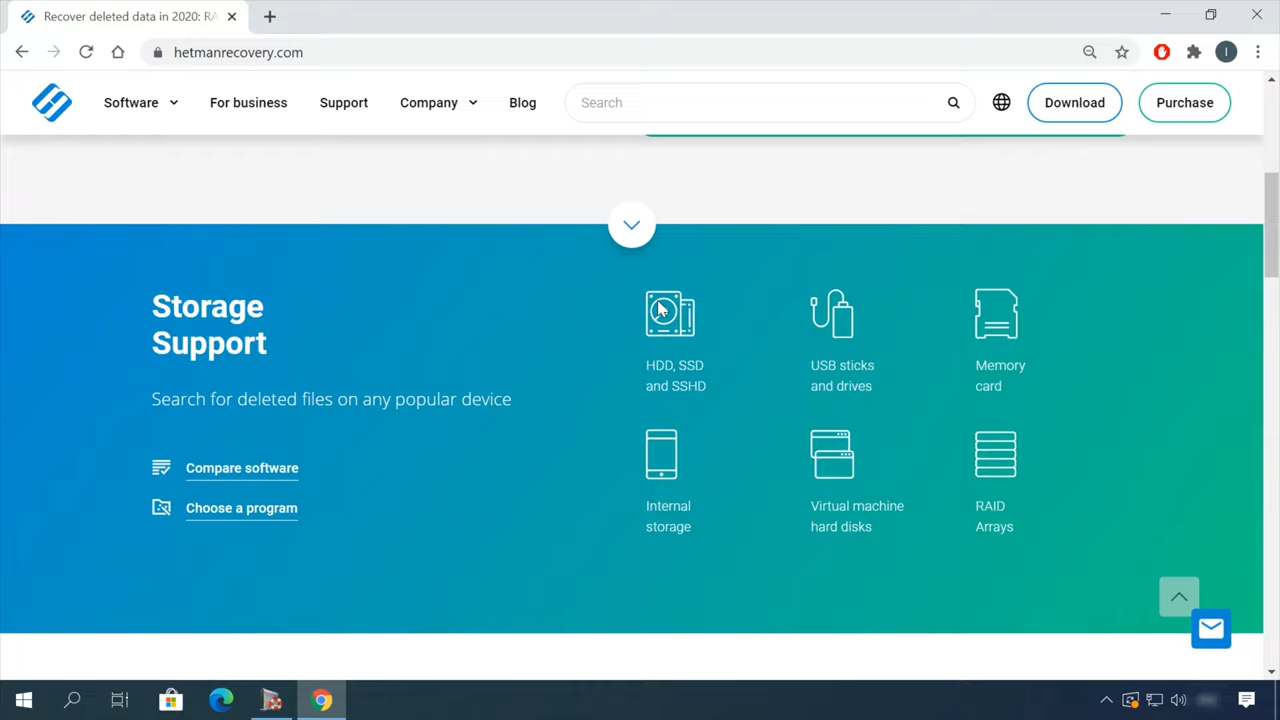 Recover deleted data in 2020: RA
hetmanrecovery.com
I
Software
For business
Support
Company
Blog
Search
Download
Purchase
Storage
Support
Search for deleted files on any popular device
Compare software
Choose a program
HDD, SSD
and SSHD
USB sticks
and drives
Memory
card
Internal
storage
Virtual machine
hard disks
RAID
Arrays